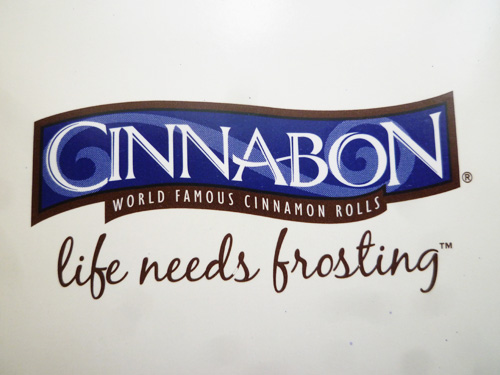 CINNABON®
WORLD FAMOUS CINNAMON ROLLS
life needs frosting™